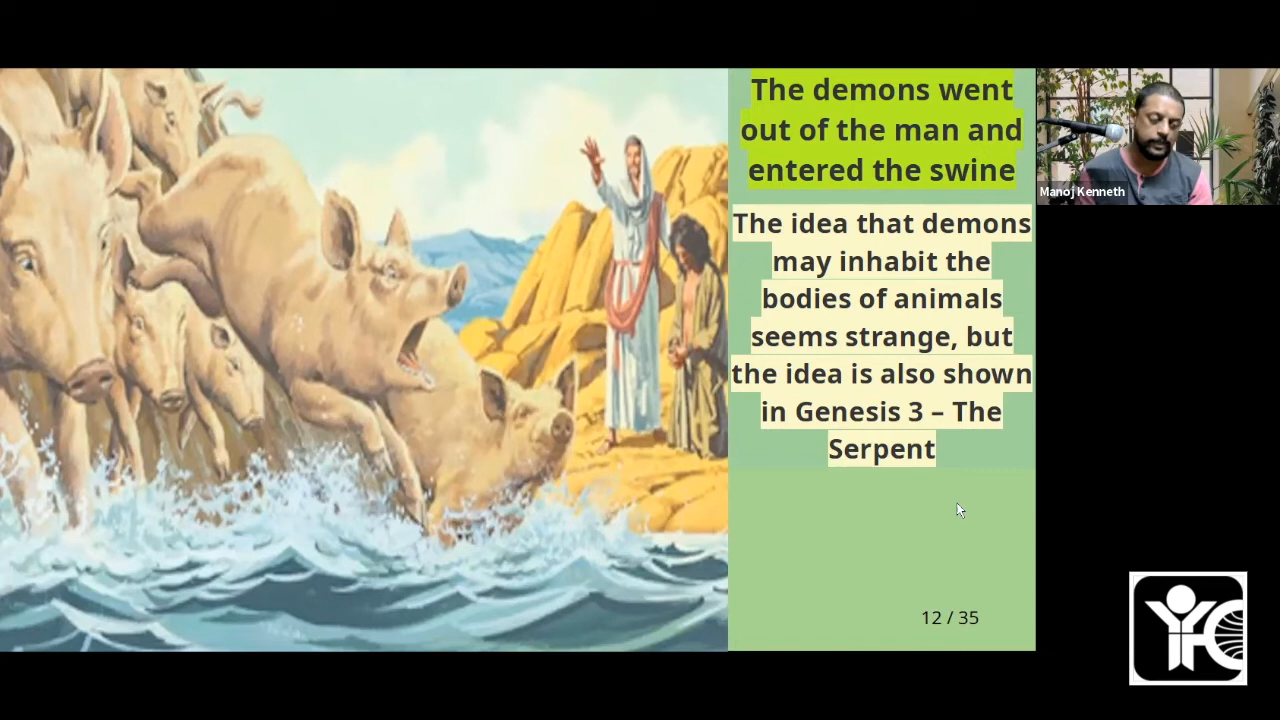 The demons went
out of the man and
entered the swine
The idea that demons
may inhabit the
bodies of animals
seems strange, but
the idea is also shown
in Genesis 3 – The
Serpent
12 / 35
Manoj Kenneth
YFC